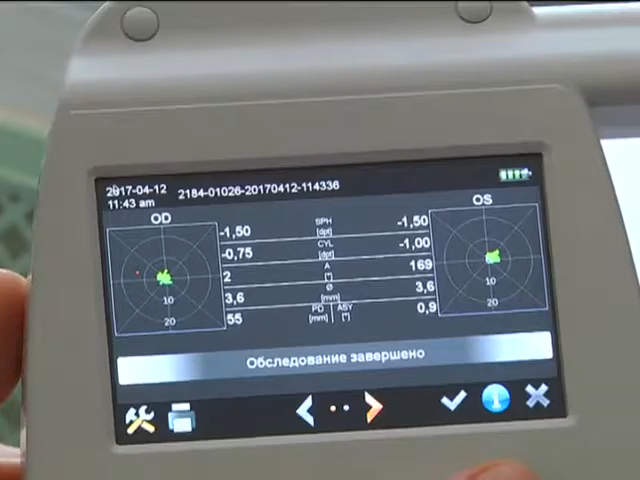 2017-04-12 2184-01026-20170412-114336
11:43 am
OD OS
-1,50 SPH [dpt] -1,50
-0,75 CYL [dpt] -1,00
2 A [°] 169
3,6 Ø [mm] 3,6
55 PD [mm] ASY [°] 0,9
10 10
20 20
Обследование завершено